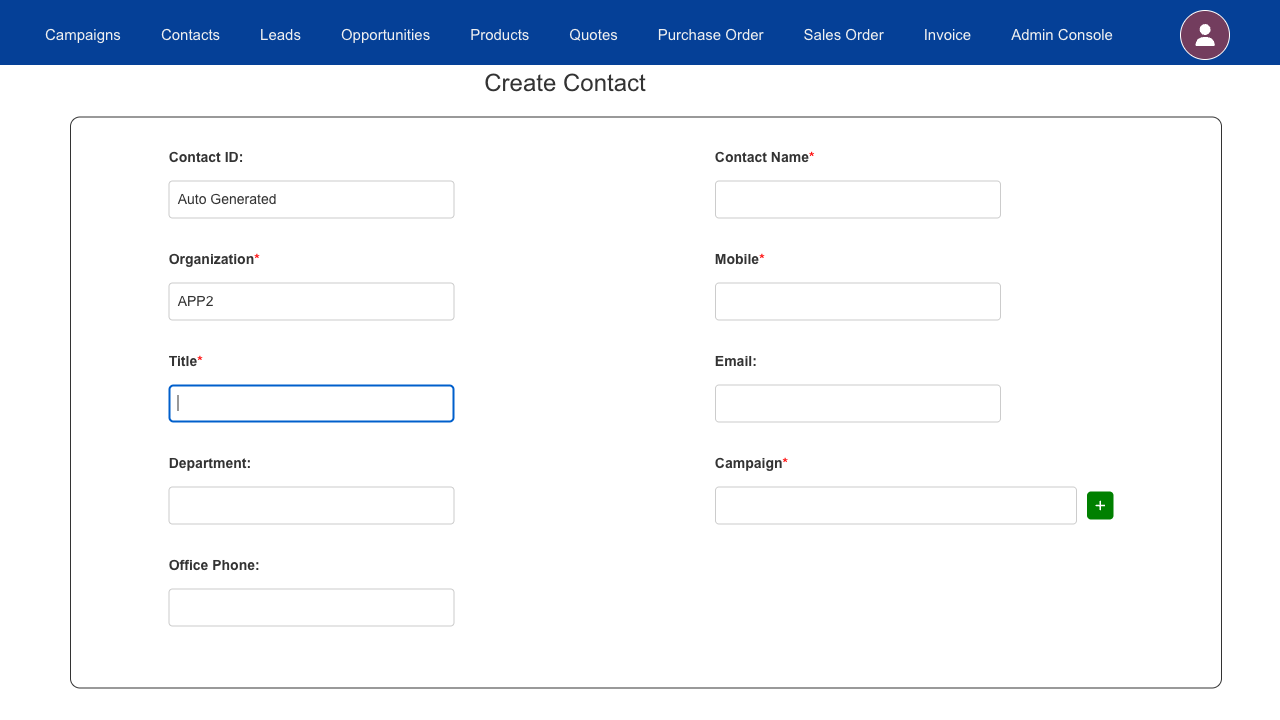 Campaigns Contacts Leads Opportunities Products Quotes Purchase Order Sales Order Invoice Admin Console
Create Contact
Contact ID: Contact Name*
Auto Generated
Organization* Mobile*
APP2
Title* Email:
Department: Campaign*
+
Office Phone: